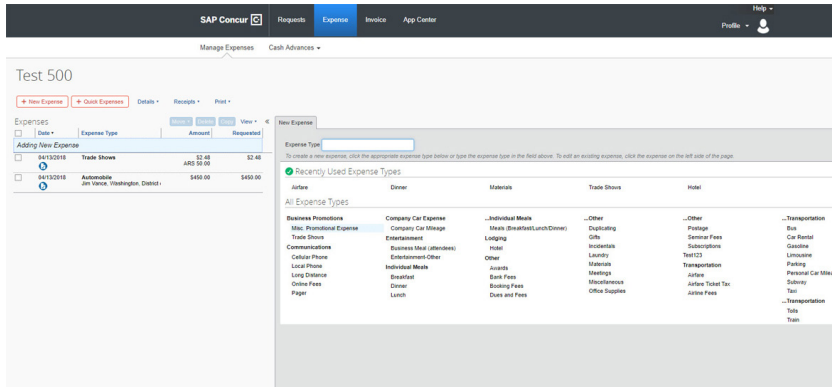 Help
SAP Concur C Requests Expense Invoice App Center Profile
Manage Expenses Cash Advances
Test 500
+ New Expense + Quick Expenses Details Receipts Print
Expenses Move Delete Copy View «
Date Expense Type Amount Requested
Adding New Expense
04/13/2018 Trade Shows $2.48 $2.48
ARS 50.00
04/13/2018 Automobile $450.00 $450.00
Jim Vance, Washington, District
New Expense
Expense Type
To create a new expense, click the appropriate expense type below or type the expense type in the field above. To edit an existing expense, click the expense on the left side of the page.
Recently Used Expense Types
Airfare Dinner Materials Trade Shows Hotel
All Expense Types
Business Promotions
Misc. Promotional Expense
Trade Shows
Communications
Cellular Phone
Local Phone
Long Distance
Online Fees
Pager
Company Car Expense
Company Car Mileage
Entertainment
Business Meal (attendees)
Entertainment-Other
Individual Meals
Breakfast
Dinner
Lunch
...Individual Meals
Meals (Breakfast/Lunch/Dinner)
Lodging
Hotel
Other
Awards
Bank Fees
Booking Fees
Dues and Fees
...Other
Duplicating
Gifts
Incidentals
Laundry
Materials
Meetings
Miscellaneous
Office Supplies
...Other
Postage
Seminar Fees
Subscriptions
Test123
Transportation
Airfare
Airfare Ticket Tax
Airline Fees
...Transportation
Bus
Car Rental
Gasoline
Limousine
Parking
Personal Car Milea
Subway
Taxi
...Transportation
Tolls
Train